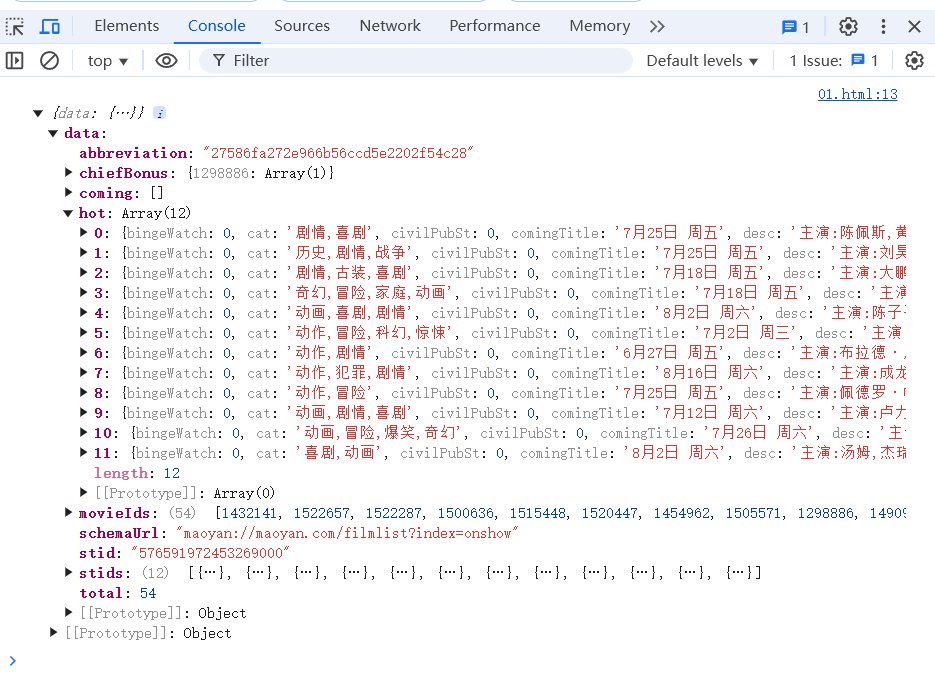 Elements Console Sources Network Performance Memory 1
top Filter Default levels 1 Issue: 1
01.html:13
{data: {…}} i
data:
abbreviation: "27586fa272e966b56ccd5e2202f54c28"
chiefBonus: {1298886: Array(1)}
coming: []
hot: Array(12)
0: {bingeWatch: 0, cat: '剧情,喜剧', civilPubSt: 0, comingTitle: '7月25日 周五', desc: '主演:陈佩斯,黄
1: {bingeWatch: 0, cat: '历史,剧情,战争', civilPubSt: 0, comingTitle: '7月25日 周五', desc: '主演:刘昊
2: {bingeWatch: 0, cat: '剧情,古装,喜剧', civilPubSt: 0, comingTitle: '7月18日 周五', desc: '主演:大鹏
3: {bingeWatch: 0, cat: '奇幻,冒险,家庭,动画', civilPubSt: 0, comingTitle: '7月18日 周五', desc: '主演
4: {bingeWatch: 0, cat: '动画,喜剧,剧情', civilPubSt: 0, comingTitle: '8月2日 周六', desc: '主演:陈子
5: {bingeWatch: 0, cat: '动作,冒险,科幻,惊悚', civilPubSt: 0, comingTitle: '7月2日 周三', desc: '主演
6: {bingeWatch: 0, cat: '动作,剧情', civilPubSt: 0, comingTitle: '6月27日 周五', desc: '主演:布拉德·
7: {bingeWatch: 0, cat: '动作,犯罪,剧情', civilPubSt: 0, comingTitle: '8月16日 周六', desc: '主演:成龙
8: {bingeWatch: 0, cat: '动作,冒险', civilPubSt: 0, comingTitle: '7月25日 周五', desc: '主演:佩德罗·
9: {bingeWatch: 0, cat: '动画,剧情,喜剧', civilPubSt: 0, comingTitle: '7月12日 周六', desc: '主演:卢力
10: {bingeWatch: 0, cat: '动画,冒险,爆笑,奇幻', civilPubSt: 0, comingTitle: '7月26日 周六', desc: '主
11: {bingeWatch: 0, cat: '喜剧,动画', civilPubSt: 0, comingTitle: '8月2日 周六', desc: '主演:汤姆,杰瑞
length: 12
[[Prototype]]: Array(0)
movieIds: (54) [1432141, 1522657, 1522287, 1500636, 1515448, 1520447, 1454962, 1505571, 1298886, 1490
schemaUrl: "maoyan://maoyan.com/filmlist?index=onshow"
stid: "576591972453269000"
stids: (12) [{…}, {…}, {…}, {…}, {…}, {…}, {…}, {…}, {…}, {…}, {…}, {…}]
total: 54
[[Prototype]]: Object
[[Prototype]]: Object